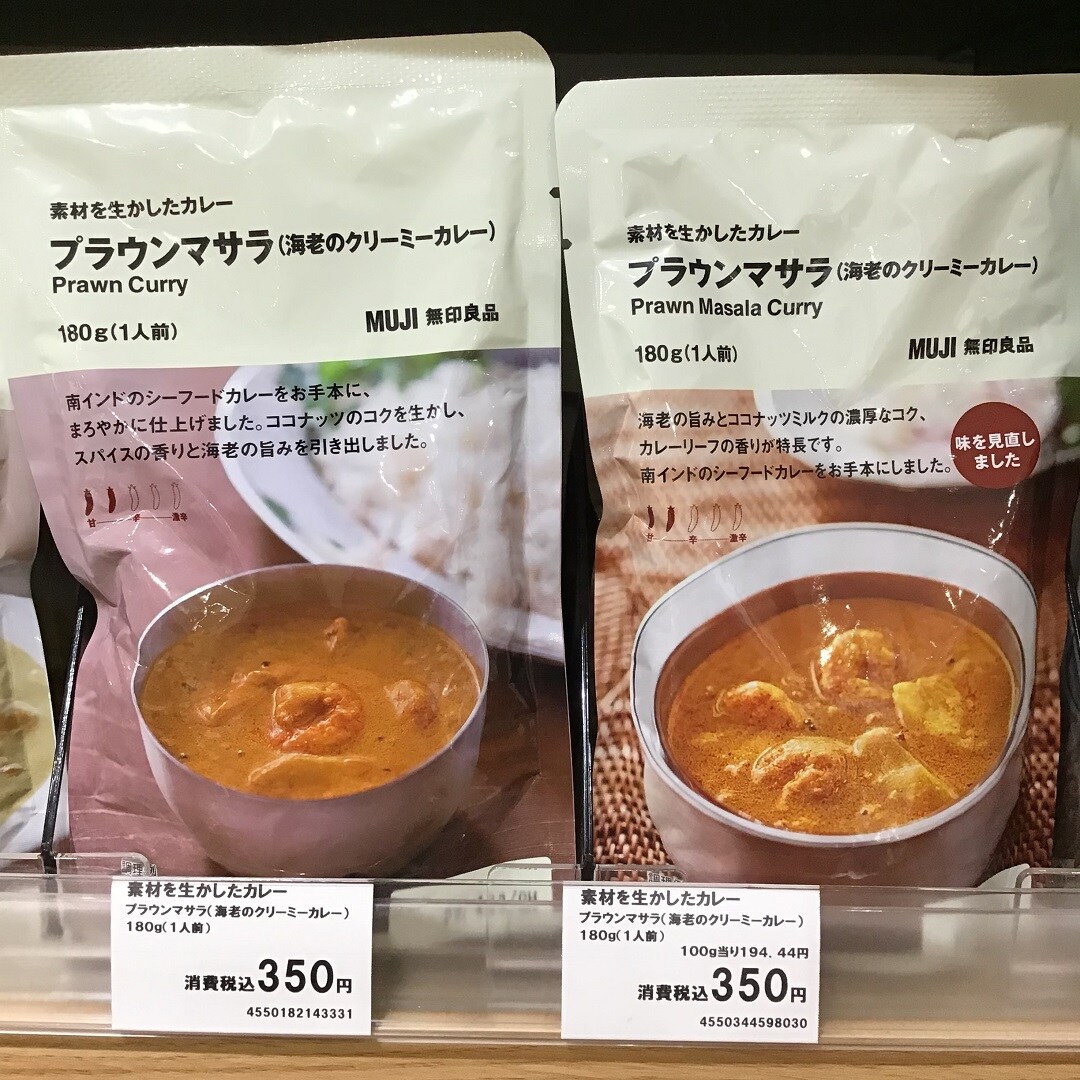 素材を生かしたカレー
プラウンマサラ(海老のクリーミーカレー)
Prawn Curry
180g(1人前)
MUJI 無印良品
南インドのシーフードカレーをお手本に、
まろやかに仕上げました。ココナッツのコクを生かし、
スパイスの香りと海老の旨みを引き出しました。
甘 辛 激辛
素材を生かしたカレー
プラウンマサラ(海老のクリーミーカレー)
Prawn Masala Curry
180g(1人前)
MUJI 無印良品
海老の旨みとココナッツミルクの濃厚なコク、
カレーリーフの香りが特長です。
南インドのシーフードカレーをお手本にしました。
味を見直し
ました
甘 辛 激辛
素材を生かしたカレー
プラウンマサラ(海老のクリーミーカレー)
180g(1人前)
消費税込350円
4550182143331
素材を生かしたカレー
プラウンマサラ(海老のクリーミーカレー)
180g(1人前)
100g当り194.44円
消費税込350円
4550344598030